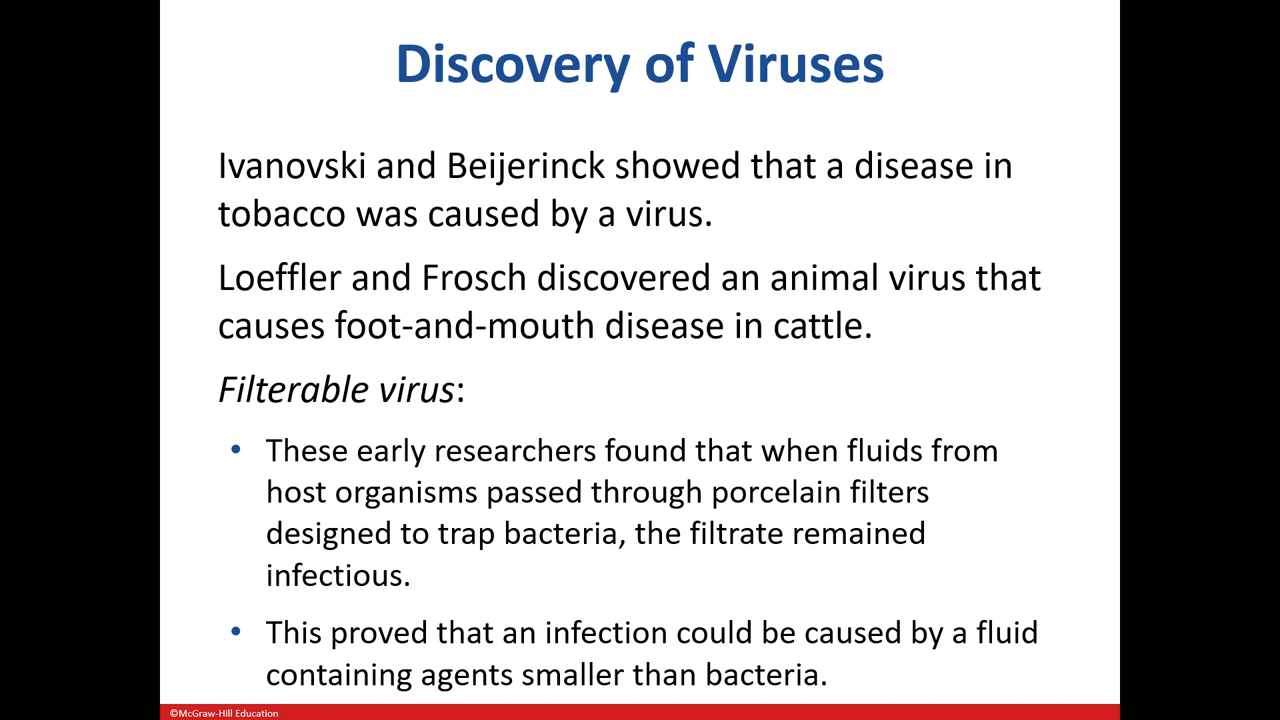 Discovery of Viruses
Ivanovski and Beijerinck showed that a disease in
tobacco was caused by a virus.
Loeffler and Frosch discovered an animal virus that
causes foot-and-mouth disease in cattle.
Filterable virus:
• These early researchers found that when fluids from
host organisms passed through porcelain filters
designed to trap bacteria, the filtrate remained
infectious.
• This proved that an infection could be caused by a fluid
containing agents smaller than bacteria.
©McGraw-Hill Education